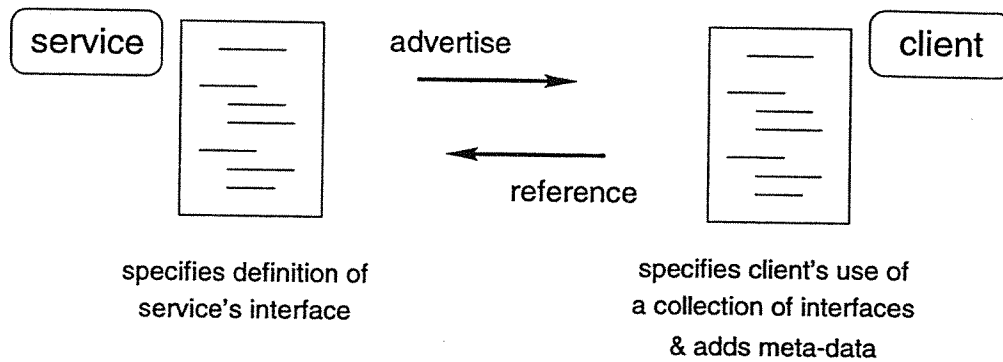 service
advertise
client
reference
specifies definition of
service's interface
specifies client's use of
a collection of interfaces
& adds meta-data